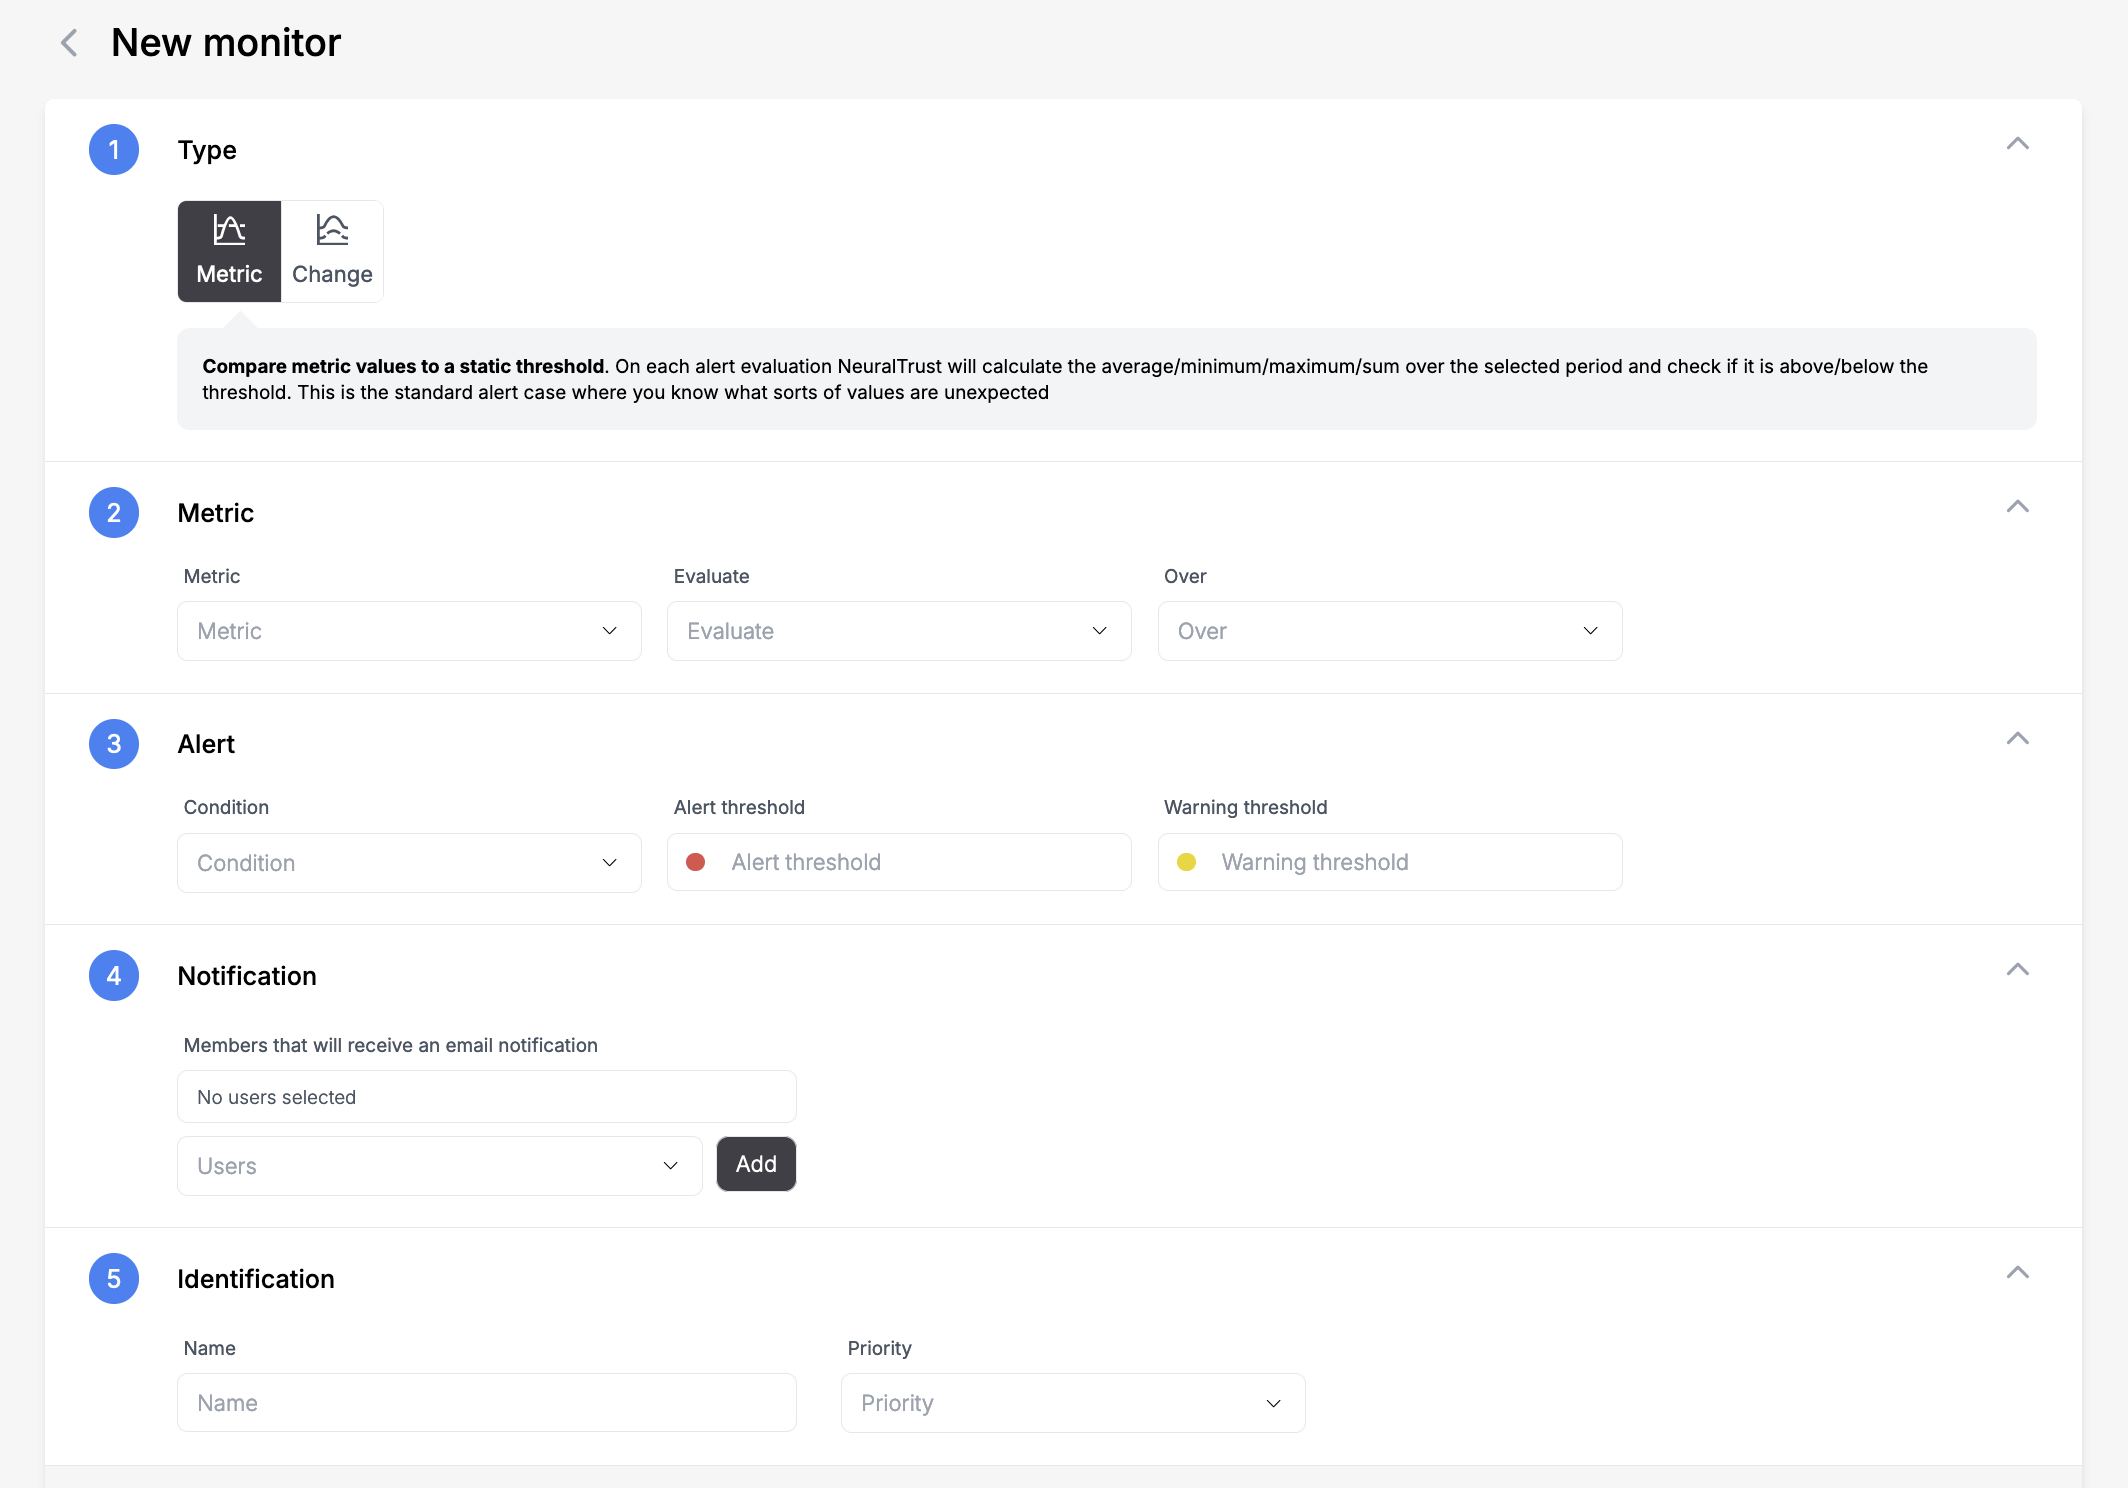 New monitor
1
Type
Metric
Change
Compare metric values to a static threshold. On each alert evaluation NeuralTrust will calculate the average/minimum/maximum/sum over the selected period and check if it is above/below the
threshold. This is the standard alert case where you know what sorts of values are unexpected
2
Metric
Metric
Evaluate
Over
Metric
Evaluate
Over
3
Alert
Condition
Alert threshold
Warning threshold
Condition
Alert threshold
Warning threshold
4
Notification
Members that will receive an email notification
No users selected
Users
Add
5
Identification
Name
Priority
Name
Priority